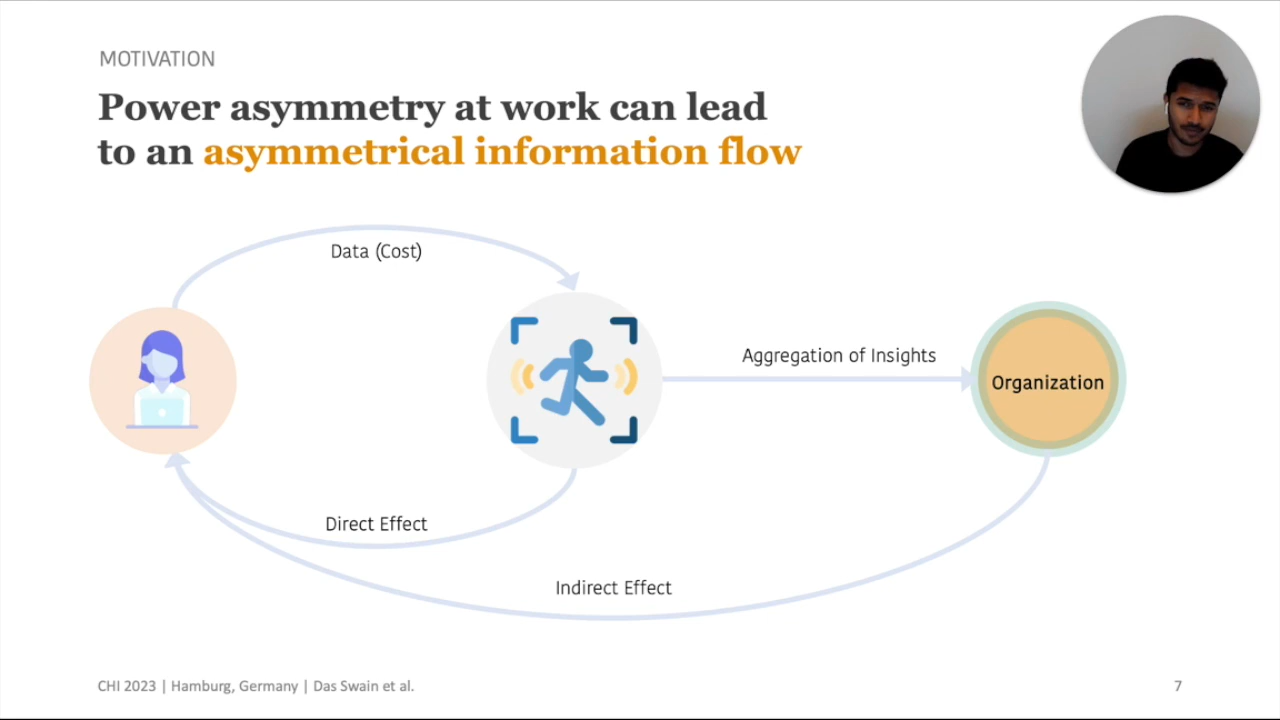 MOTIVATION
Power asymmetry at work can lead
to an asymmetrical information flow
Data (Cost)
Aggregation of Insights
Organization
Direct Effect
Indirect Effect
CHI 2023 | Hamburg, Germany | Das Swain et al.
7